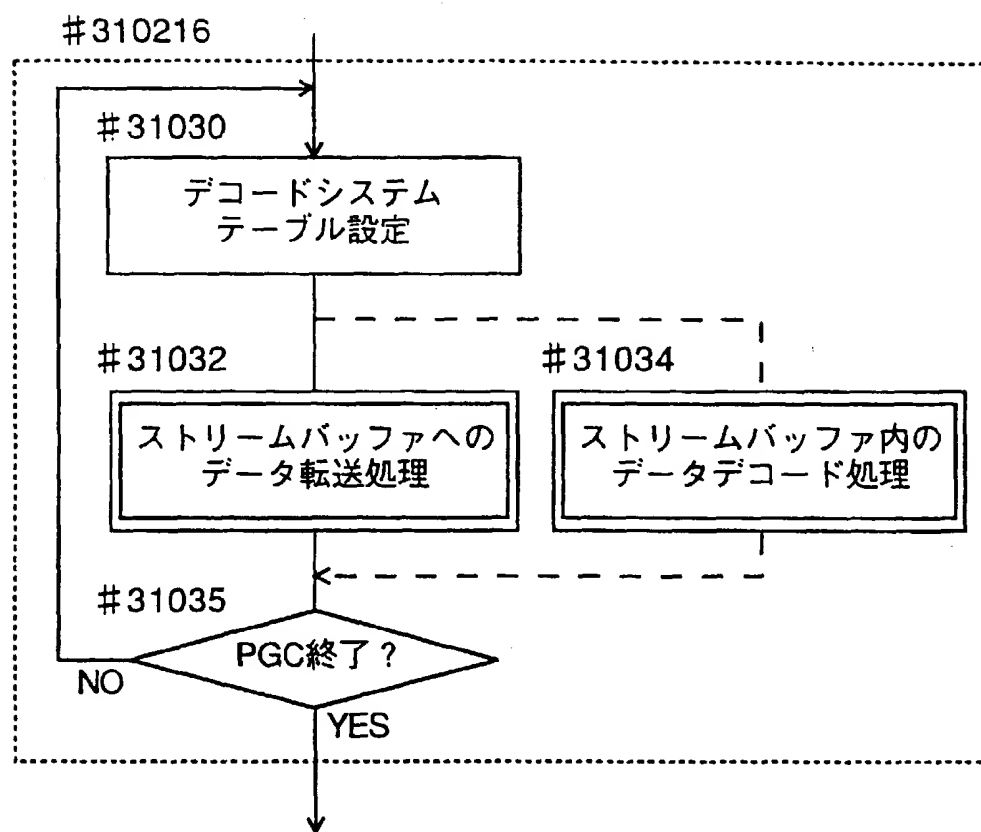 #310216
#31030
デコードシステム
テーブル設定
#31032
#31034
ストリームバッファへの
データ転送処理
ストリームバッファ内の
データデコード処理
#31035
PGC終了?
NO
YES